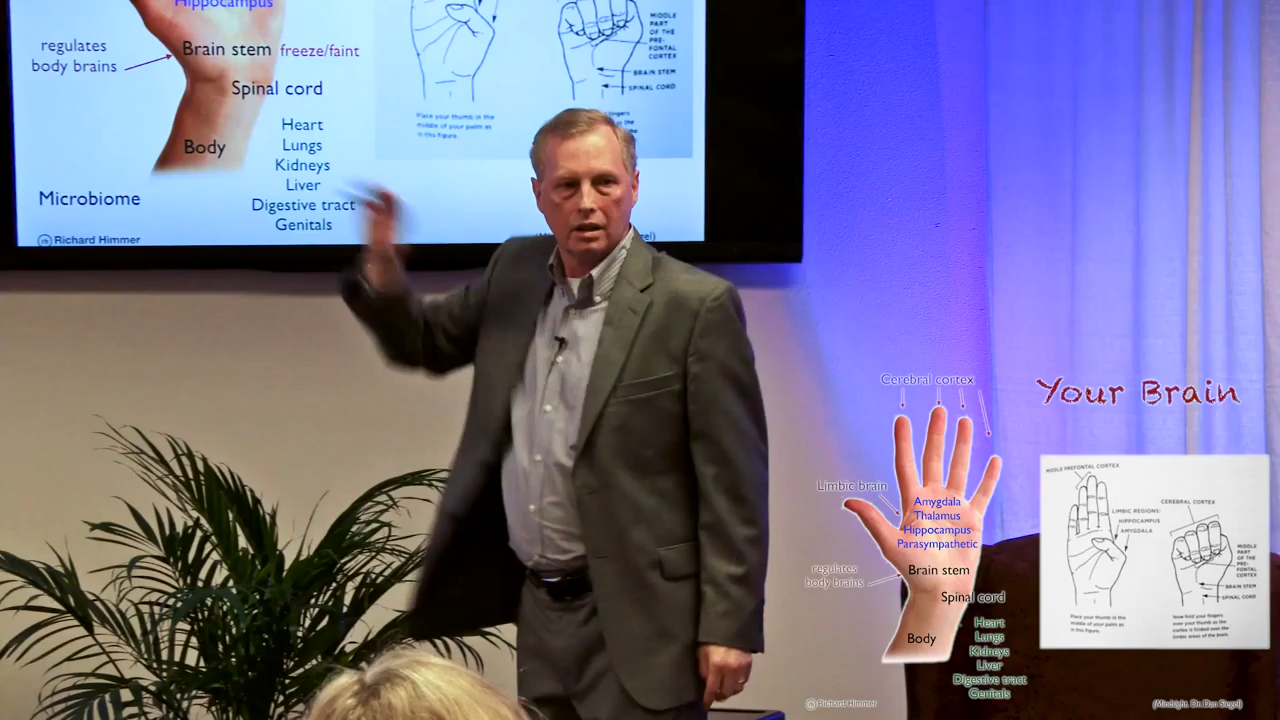 Hippocampus
regulates
body brains
Brain stem freeze/faint
Spinal cord
Heart
Lungs
Kidneys
Liver
Digestive tract
Genitals
Body
Microbiome
Richard Himmer
MIDDLE
PART
OF THE
PRE-
FONTAL
CORTEX
BRAIN STEM
SPINAL CORD
Place your thumb in the
middle of your palm as
in this figure.
Your Brain
Cerebral cortex
Limbic brain
Amygdala
Thalamus
Hippocampus
Parasympathetic
regulates
body brains
Brain stem
Spinal cord
Body
Heart
Lungs
Kidneys
Liver
Digestive tract
Genitals
MIDDLE PREFONTAL CORTEX
LIMBIC REGIONS:
HIPPOCAMPUS
AMYGDALA
CEREBRAL CORTEX
MIDDLE
PART
OF THE
PRE-
FONTAL
CORTEX
BRAIN STEM
SPINAL CORD
Place your thumb in the
middle of your palm as
in this figure.
Now fold your fingers
over your thumb as the
cortex is folded over the
limbic areas of the brain.
© Richard Himmer
(Mindsight, Dr. Dan Siegel)